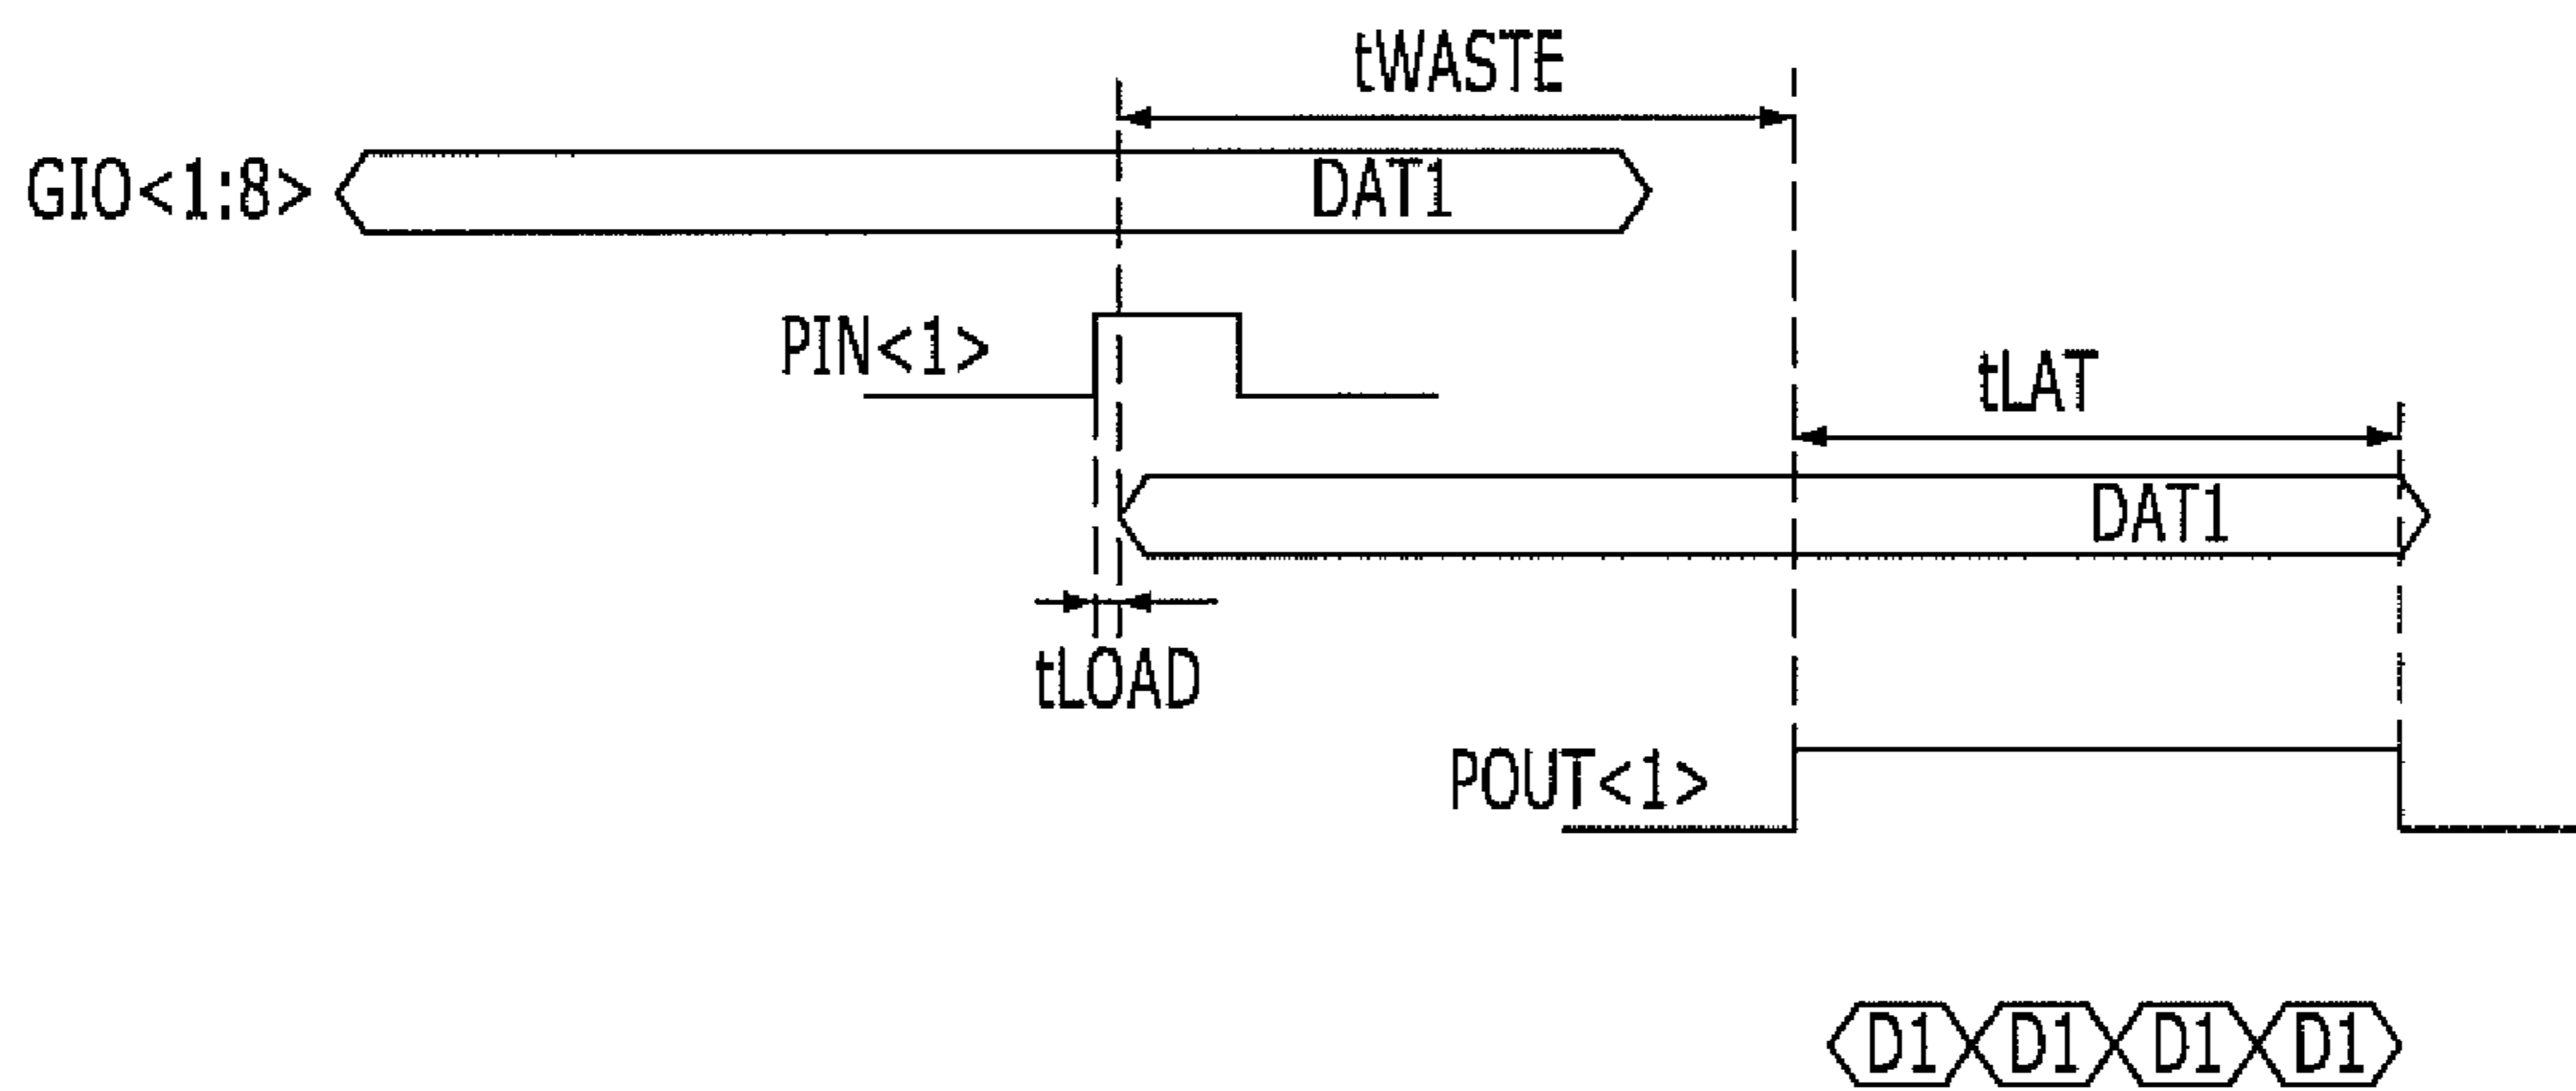 tWASTE
GIO<1:8> DAT1
PIN<1>
tLAT
DAT1
tLOAD
POUT<1>
D1 D1 D1 D1